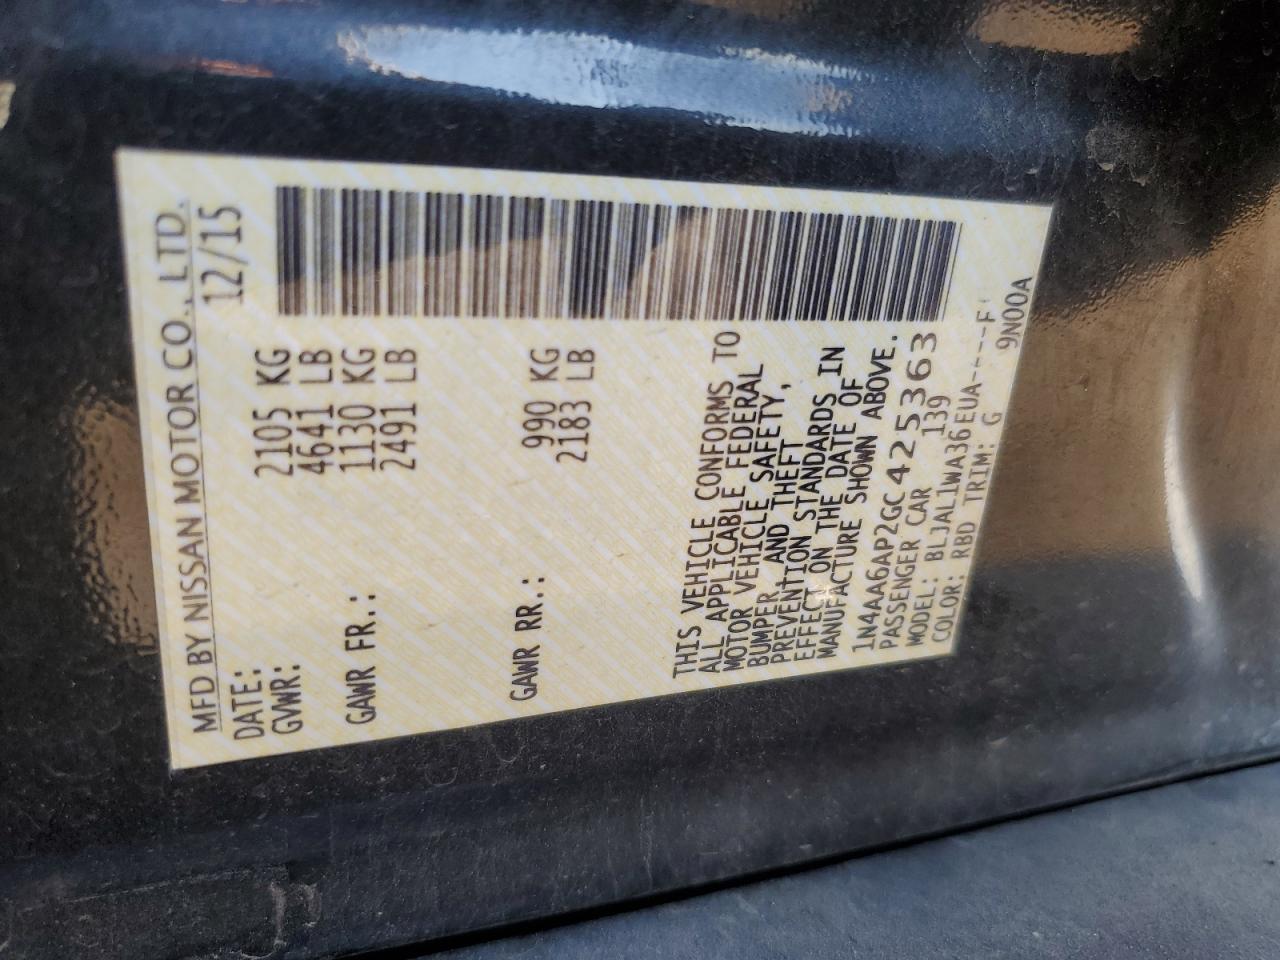 MFD BY NISSAN MOTOR CO., LTD.
DATE: 12/15
GVWR: 2105 KG
4641 LB
GAWR FR.: 1130 KG
2491 LB
GAWR RR.: 990 KG
2183 LB
THIS VEHICLE CONFORMS TO
ALL APPLICABLE FEDERAL
MOTOR VEHICLE SAFETY,
BUMPER, AND THEFT
PREVENTION STANDARDS IN
EFFECT ON THE DATE OF
MANUFACTURE SHOWN ABOVE.
1N4AA6AP2GC425363
PASSENGER CAR 139
MODEL: BLJAL1WA36EUA-----F
COLOR: RBD TRIM: G 9N00A